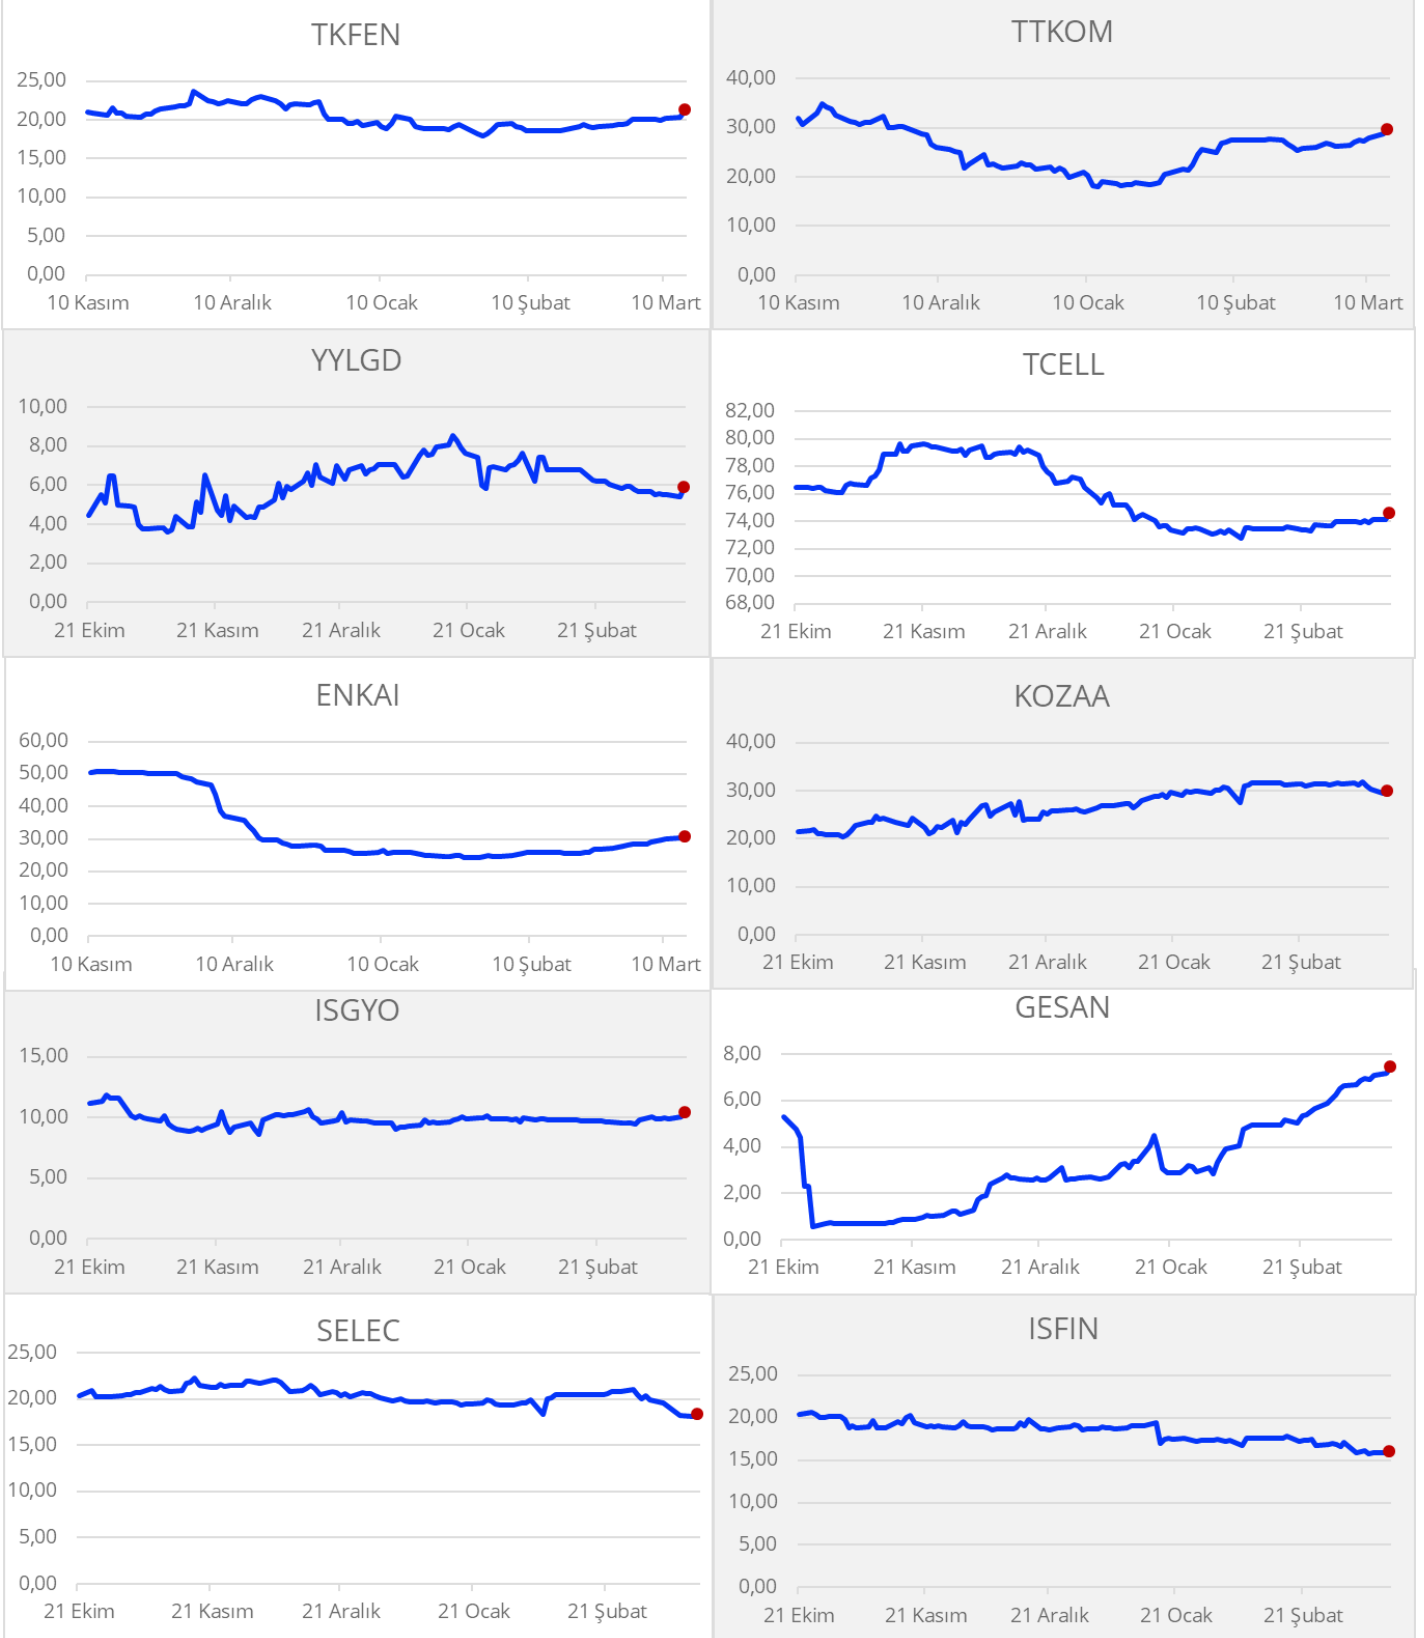 TKFEN
25,00
20,00
15,00
10,00
5,00
0,00
10 Kasım 10 Aralık 10 Ocak 10 Şubat 10 Mart
TTKOM
40,00
30,00
20,00
10,00
0,00
10 Kasım 10 Aralık 10 Ocak 10 Şubat 10 Mart
YYLGD
10,00
8,00
6,00
4,00
2,00
0,00
21 Ekim 21 Kasım 21 Aralık 21 Ocak 21 Şubat
TCELL
82,00
80,00
78,00
76,00
74,00
72,00
70,00
68,00
21 Ekim 21 Kasım 21 Aralık 21 Ocak 21 Şubat
ENKAI
60,00
50,00
40,00
30,00
20,00
10,00
0,00
10 Kasım 10 Aralık 10 Ocak 10 Şubat 10 Mart
KOZAA
40,00
30,00
20,00
10,00
0,00
21 Ekim 21 Kasım 21 Aralık 21 Ocak 21 Şubat
ISGYO
15,00
10,00
5,00
0,00
21 Ekim 21 Kasım 21 Aralık 21 Ocak 21 Şubat
GESAN
8,00
6,00
4,00
2,00
0,00
21 Ekim 21 Kasım 21 Aralık 21 Ocak 21 Şubat
SELEC
25,00
20,00
15,00
10,00
5,00
0,00
21 Ekim 21 Kasım 21 Aralık 21 Ocak 21 Şubat
ISFIN
25,00
20,00
15,00
10,00
5,00
0,00
21 Ekim 21 Kasım 21 Aralık 21 Ocak 21 Şubat